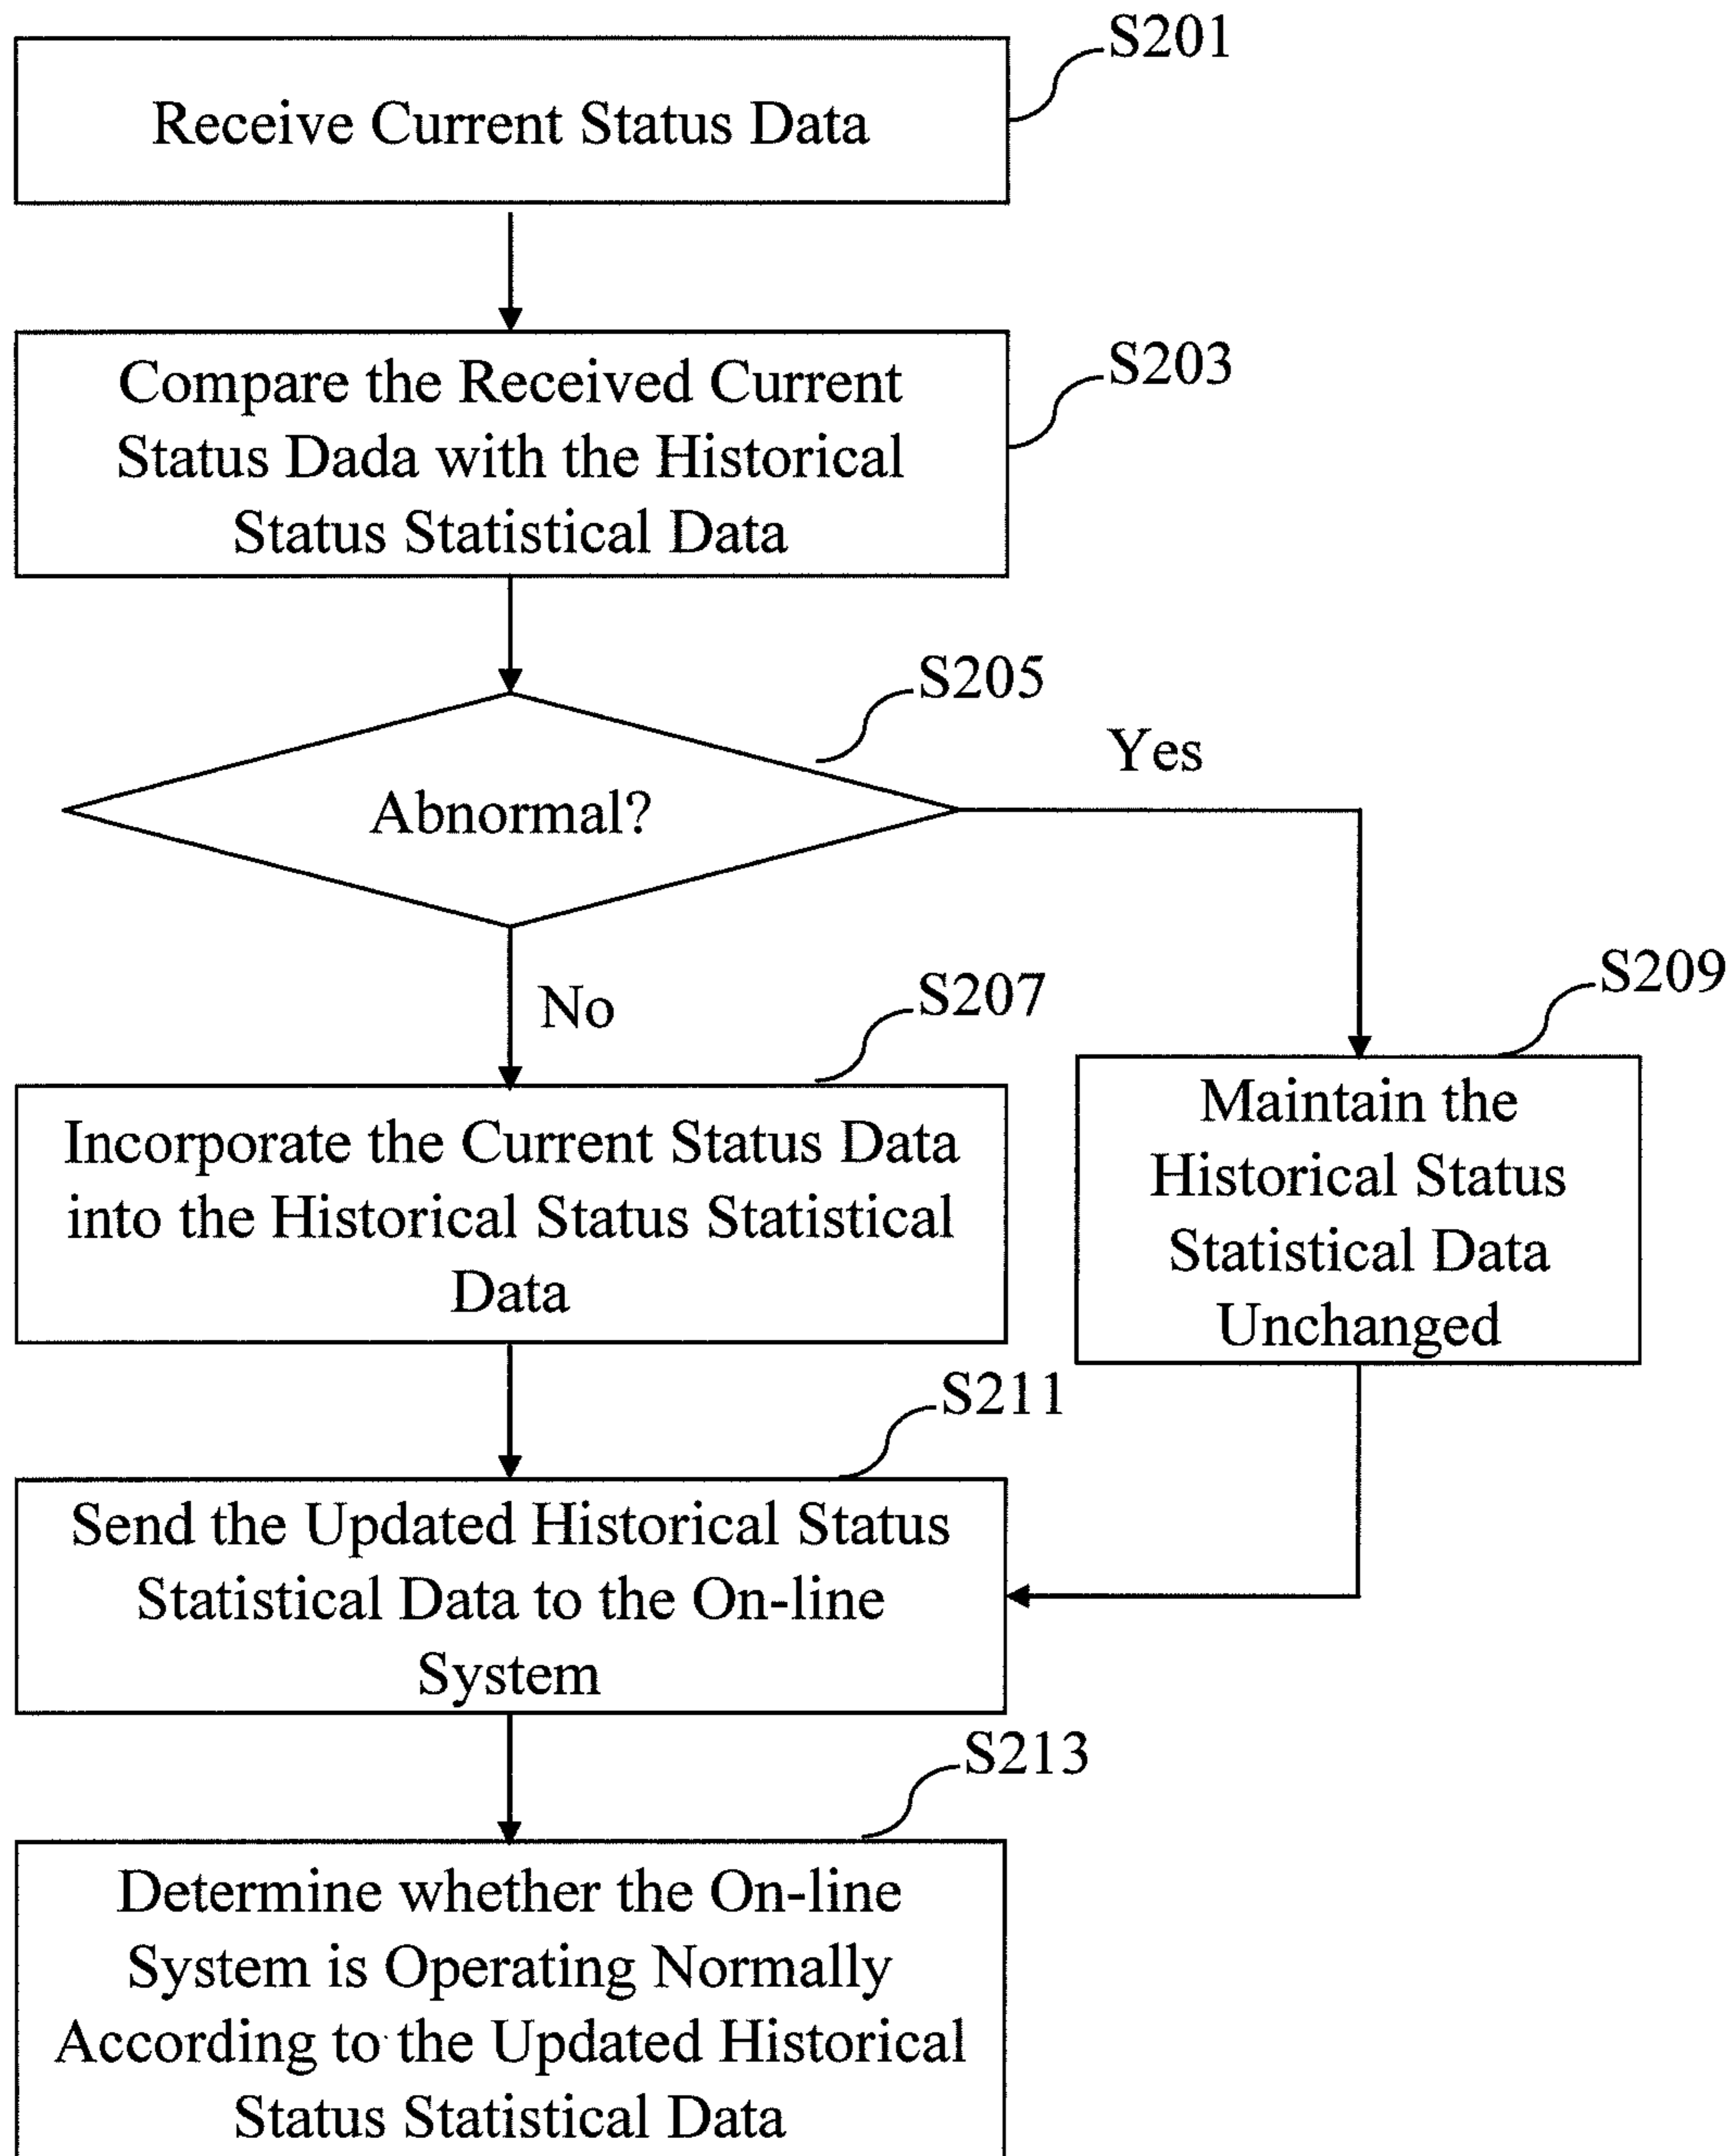 S201
Receive Current Status Data
S203
Compare the Received Current
Status Dada with the Historical
Status Statistical Data
S205
Yes
Abnormal?
No
S207
S209
Incorporate the Current Status Data
into the Historical Status Statistical
Data
Maintain the
Historical Status
Statistical Data
Unchanged
S211
Send the Updated Historical Status
Statistical Data to the On-line
System
S213
Determine whether the On-line
System is Operating Normally
According to the Updated Historical
Status Statistical Data